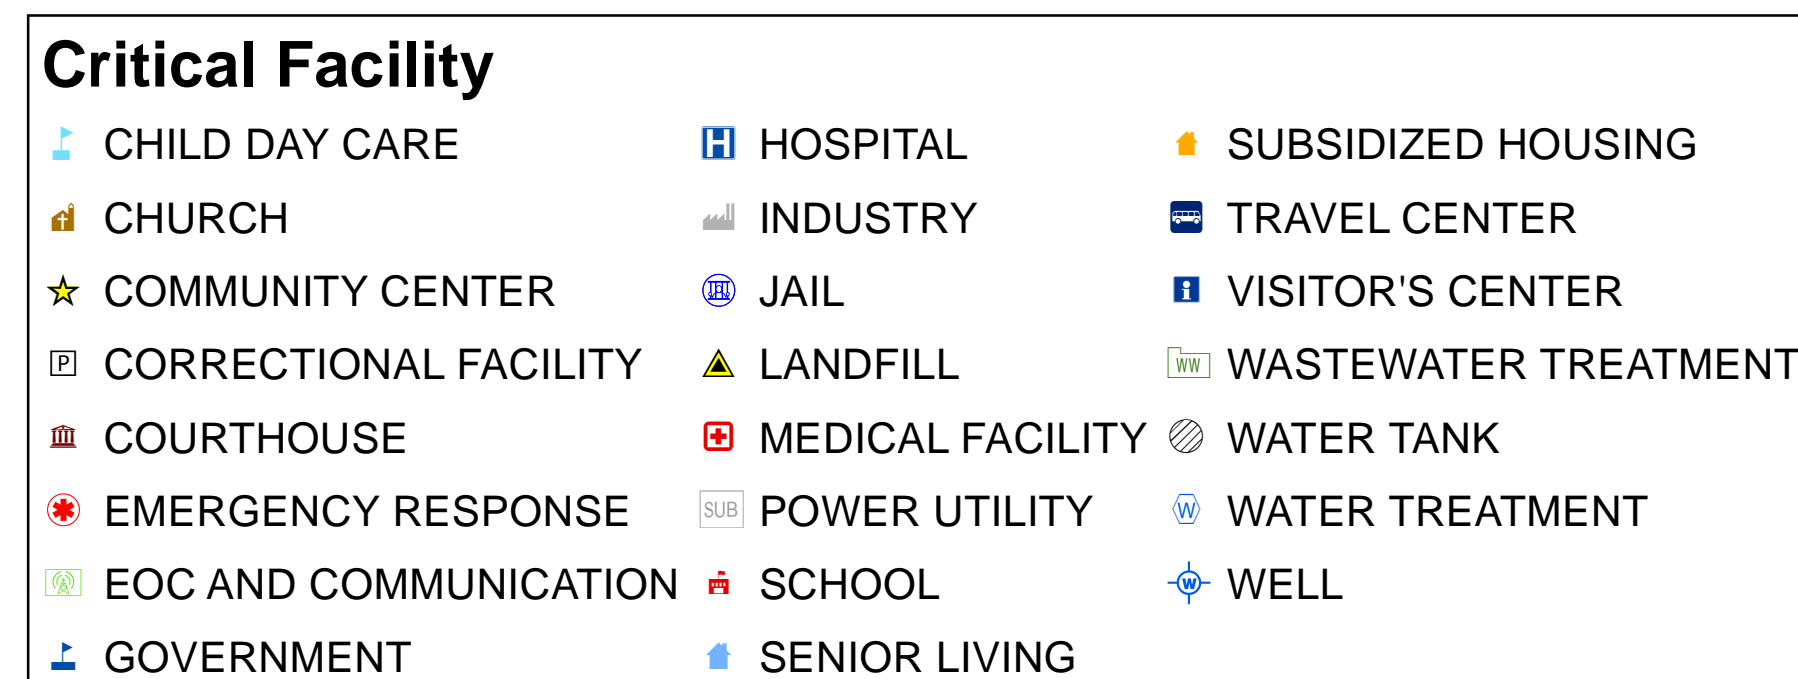 Critical Facility
CHILD DAY CARE
CHURCH
COMMUNITY CENTER
P CORRECTIONAL FACILITY
COURTHOUSE
EMERGENCY RESPONSE
EOC AND COMMUNICATION
GOVERNMENT
H HOSPITAL
INDUSTRY
JAIL
LANDFILL
MEDICAL FACILITY
SUB POWER UTILITY
SCHOOL
SENIOR LIVING
SUBSIDIZED HOUSING
TRAVEL CENTER
i VISITOR'S CENTER
WW WASTEWATER TREATMENT
WATER TANK
W WATER TREATMENT
W WELL